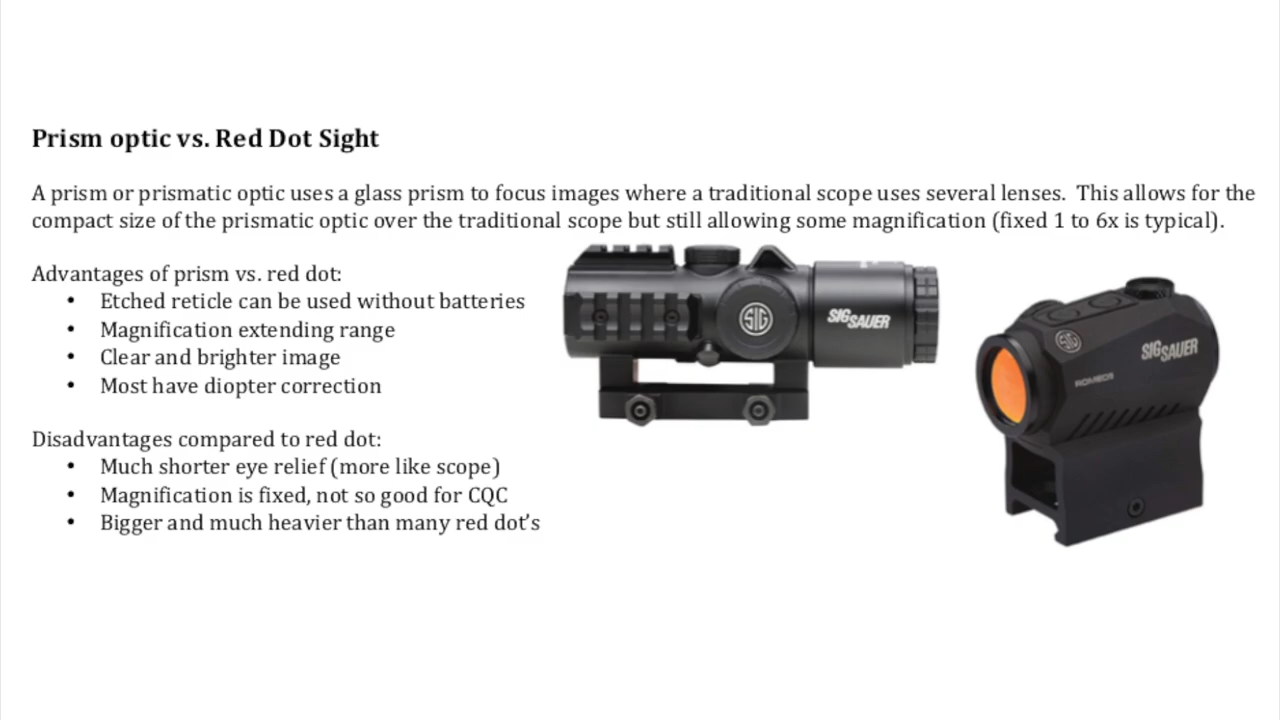 Prism optic vs. Red Dot Sight
A prism or prismatic optic uses a glass prism to focus images where a traditional scope uses several lenses.  This allows for the
compact size of the prismatic optic over the traditional scope but still allowing some magnification (fixed 1 to 6x is typical).
Advantages of prism vs. red dot:
• Etched reticle can be used without batteries
• Magnification extending range
• Clear and brighter image
• Most have diopter correction
SIG
SIG SAUER
SIG
SIG SAUER
ROMEO5
Disadvantages compared to red dot:
• Much shorter eye relief (more like scope)
• Magnification is fixed, not so good for CQC
• Bigger and much heavier than many red dot’s